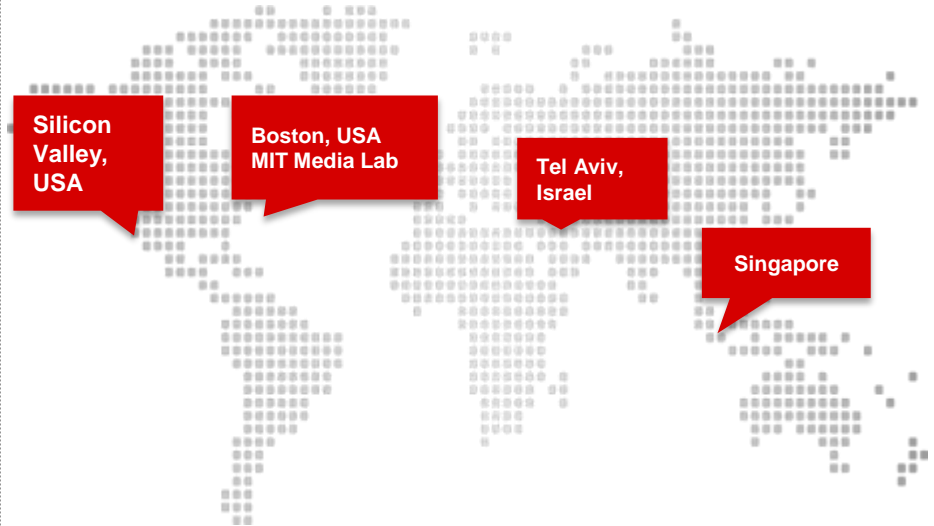 Silicon
Valley,
USA
Boston, USA
MIT Media Lab
Tel Aviv,
Israel
Singapore